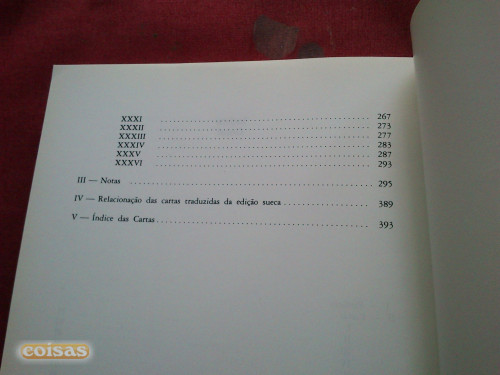 XXXI ........ 267
XXXII ........ 273
XXXIII ........ 277
XXXIV ........ 283
XXXV ........ 287
XXXVI ........ 293
III — Notas ........ 295
IV — Relacionação das cartas traduzidas da edição sueca ........ 389
V — Índice das Cartas ........ 393
coisas